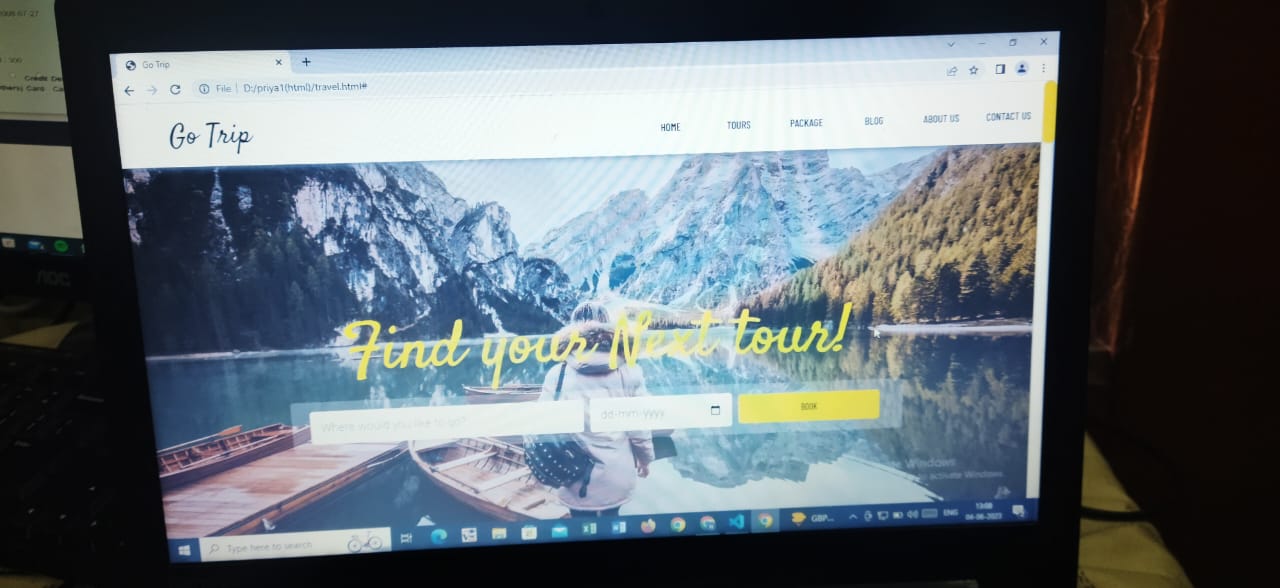 Go Trip
File | D:/priya1(html)/travel.html#
Go Trip
HOME TOURS PACKAGE BLOG ABOUT US CONTACT US
Find your Next tour!
Where would you like to go? dd-mm-yyyy BOOK
Windows
activate Windows
Type here to search
GBP... ENG 13:08
04-06-2023
AOC